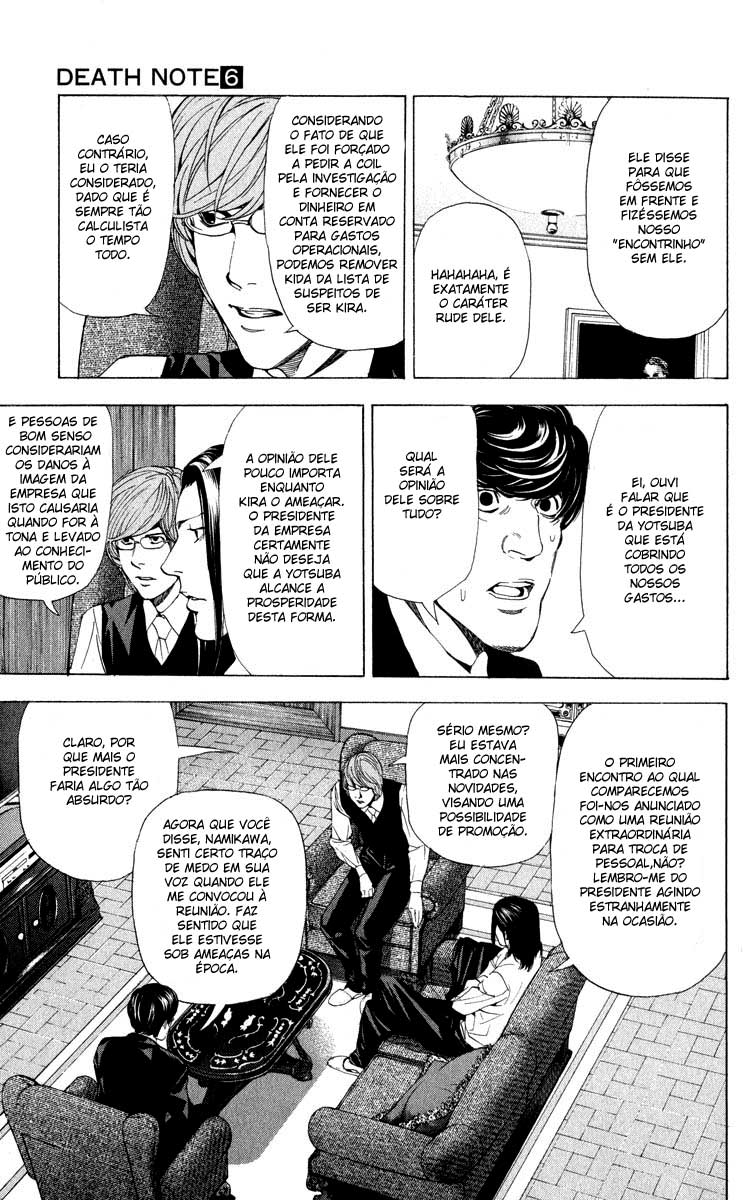 DEATH NOTE 6
ELE DISSE
PARA QUE
FÔSSEMOS
EM FRENTE E
FIZÉSSEMOS
NOSSO
"ENCONTRINHO"
SEM ELE.
HAHAHAHA, É
EXATAMENTE
O CARÁTER
RUDE DELE.
CONSIDERANDO
O FATO DE QUE
ELE FOI FORÇADO
A PEDIR A COIL
PELA INVESTIGAÇÃO
E FORNECER O
DINHEIRO EM
CONTA RESERVADO
PARA GASTOS
OPERACIONAIS,
PODEMOS REMOVER
KIDA DA LISTA DE
SUSPEITOS DE
SER KIRA.
CASO
CONTRÁRIO,
EU O TERIA
CONSIDERADO,
DADO QUE É
SEMPRE TÃO
CALCULISTA
O TEMPO
TODO.
EI, OUVI
FALAR QUE
É O PRESIDENTE
DA YOTSUBA
QUE ESTÁ
COBRINDO
TODOS OS
NOSSOS
GASTOS...
QUAL
SERÁ A
OPINIÃO
DELE SOBRE
TUDO?
A OPINIÃO DELE
POUCO IMPORTA
ENQUANTO
KIRA O AMEAÇAR.
O PRESIDENTE
DA EMPRESA
CERTAMENTE
NÃO DESEJA
QUE A YOTSUBA
ALCANCE A
PROSPERIDADE
DESTA FORMA.
E PESSOAS DE
BOM SENSO
CONSIDERARIAM
OS DANOS À
IMAGEM DA
EMPRESA QUE
ISTO CAUSARIA
QUANDO FOR À
TONA E LEVADO
AO CONHECI-
MENTO DO
PÚBLICO.
O PRIMEIRO
ENCONTRO AO QUAL
COMPARECEMOS
FOI-NOS ANUNCIADO
COMO UMA REUNIÃO
EXTRAORDINÁRIA
PARA TROCA DE
PESSOAL,NÃO?
LEMBRO-ME DO
PRESIDENTE AGINDO
ESTRANHAMENTE
NA OCASIÃO.
SÉRIO MESMO?
EU ESTAVA
MAIS CONCEN-
TRADO NAS
NOVIDADES,
VISANDO UMA
POSSIBILIDADE
DE PROMOÇÃO.
AGORA QUE VOCÊ
DISSE, NAMIKAWA,
SENTI CERTO TRAÇO
DE MEDO EM SUA
VOZ QUANDO ELE
ME CONVOCOU À
REUNIÃO. FAZ
SENTIDO QUE
ELE ESTIVESSE
SOB AMEAÇAS NA
ÉPOCA.
CLARO, POR
QUE MAIS O
PRESIDENTE
FARIA ALGO TÃO
ABSURDO?